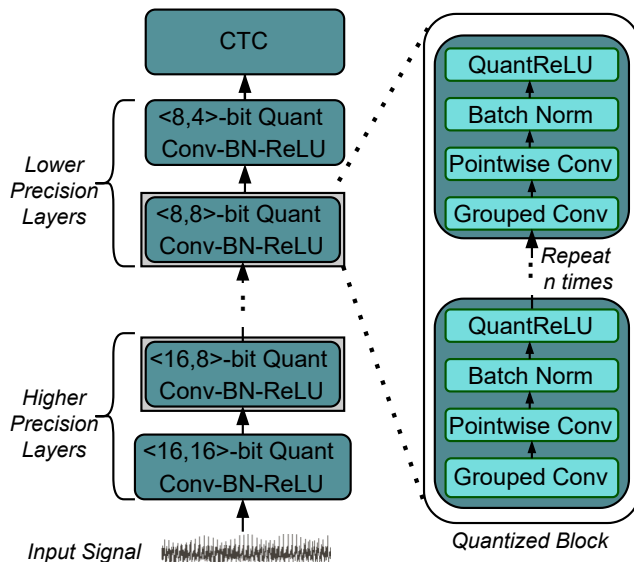 CTC
<8,4>-bit Quant
Conv-BN-ReLU
Lower
Precision
Layers
<8,8>-bit Quant
Conv-BN-ReLU
<16,8>-bit Quant
Conv-BN-ReLU
Higher
Precision
Layers
<16,16>-bit Quant
Conv-BN-ReLU
Input Signal
QuantReLU
Batch Norm
Pointwise Conv
Grouped Conv
Repeat
n times
QuantReLU
Batch Norm
Pointwise Conv
Grouped Conv
Quantized Block